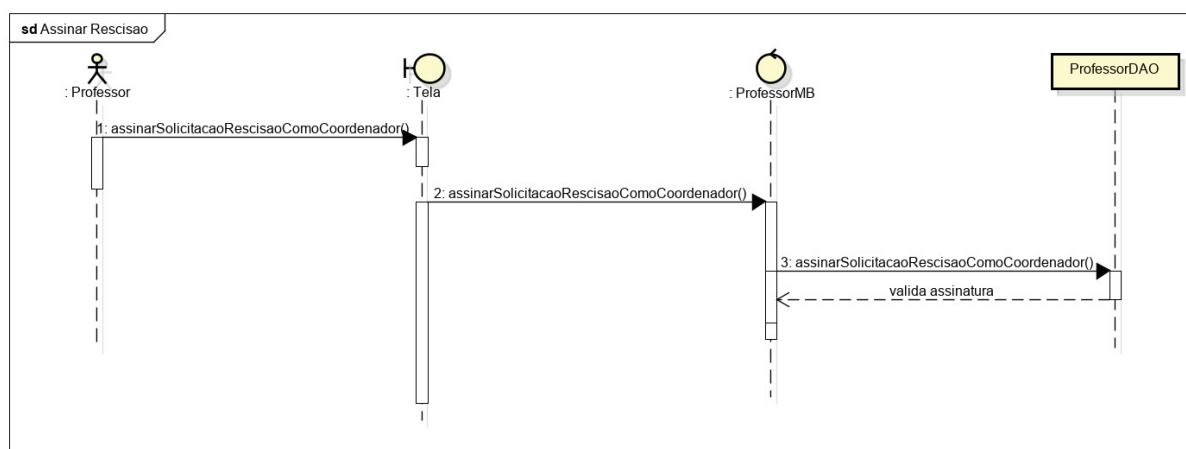 sd Assinar Rescisao
: Professor
: Tela
: ProfessorMB
ProfessorDAO
1: assinarSolicitacaoRescisaoComoCoordenador()
2: assinarSolicitacaoRescisaoComoCoordenador()
3: assinarSolicitacaoRescisaoComoCoordenador()
valida assinatura